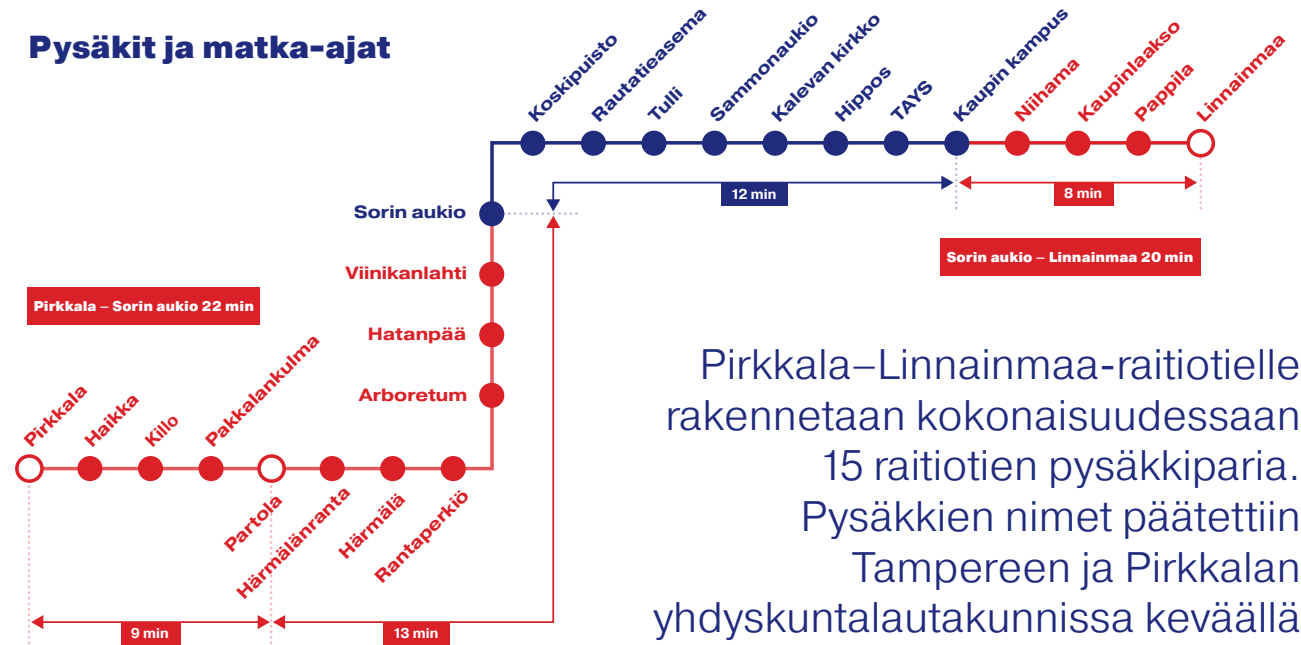 Pysäkit ja matka-ajat
Koskipuisto
Rautatieasema
Tulli
Sammonaukio
Kalevan kirkko
Hippos
TAYS
Kaupin kampus
Niihama
Kaupinlaakso
Pappila
Linnainmaa
12 min
8 min
Sorin aukio
Sorin aukio – Linnainmaa 20 min
Viinikanlahti
Pirkkala – Sorin aukio 22 min
Hatanpää
Arboretum
Pirkkala
Haikka
Killo
Pakkalankulma
Partola
Härmälänranta
Härmälä
Rantaperkiö
9 min
13 min
Pirkkala–Linnainmaa-raitiotielle
rakennetaan kokonaisuudessaan
15 raitiotien pysäkkiparia.
Pysäkkien nimet päätettiin
Tampereen ja Pirkkalan
yhdyskuntalautakunnissa keväällä